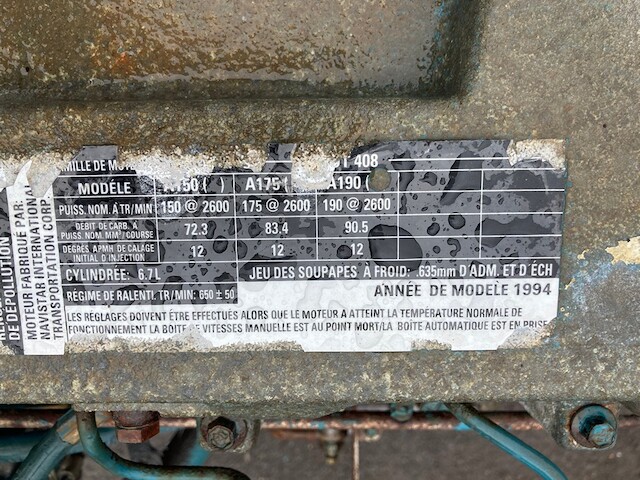 MILLE DE MOT
T 408
MODÈLE A150 ( ) A175 ( A190 (
PUISS. NOM. À TR/MIN 150 @ 2600 175 @ 2600 190 @ 2600
DÉBIT DE CARB. À PUISS. NOM. MM³/COURSE 72.3 83.4 90.5
DEGRÉS APMH DE CALAGE INITIAL D'INJECTION 12 12 12
CYLINDRÉE: 6.7L JEU DES SOUPAPES À FROID: .635mm D'ADM. ET D'ÉCH
RÉGIME DE RALENTI. TR/MIN: 650 ± 50 ANNÉE DE MODÈLE 1994
LES RÉGLAGES DOIVENT ÊTRE EFFECTUÉS ALORS QUE LE MOTEUR A ATTEINT LA TEMPÉRATURE NORMALE DE
FONCTIONNEMENT LA BOÎTE DE VITESSES MANUELLE EST AU POINT MORT/LA BOÎTE AUTOMATIQUE EST EN PRISE
MOTEUR FABRIQUÉ PAR:
NAVISTAR INTERNATIONAL
TRANSPORTATION CORP.
DE DÉPOLLUTION